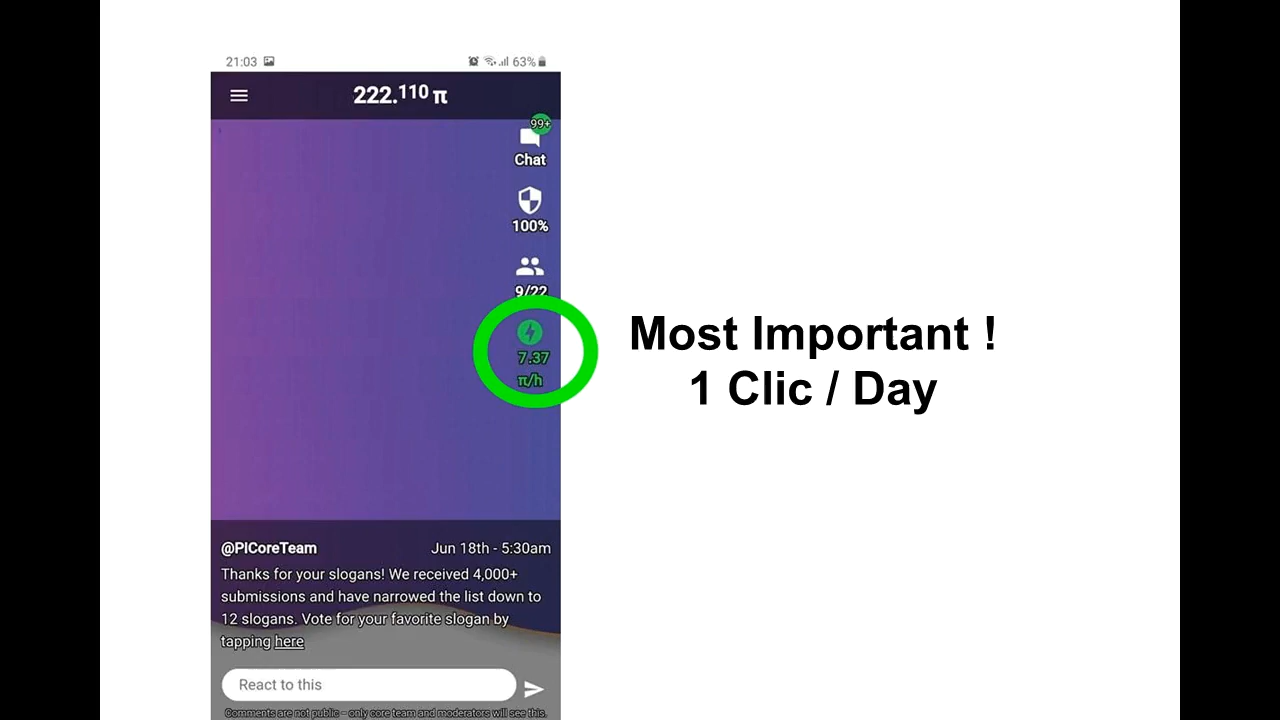 21:03 63%
222.110 π
99+
Chat
100%
9/22
7.37
π/h
Most Important !
1 Clic / Day
@PICoreTeam Jun 18th - 5:30am
Thanks for your slogans! We received 4,000+
submissions and have narrowed the list down to
12 slogans. Vote for your favorite slogan by
tapping here
React to this
Comments are not public - only core team and moderators will see this.